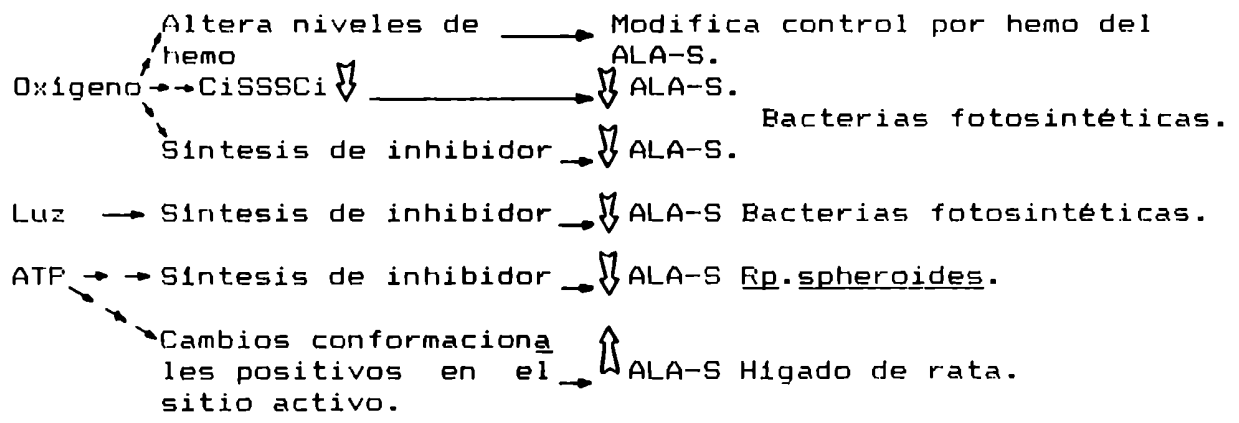 Altera niveles de hemo → Modifica control por hemo del ALA-S.
Oxígeno → CiSSSCi ⇓ → ⇓ ALA-S.
Bacterias fotosintéticas.
Síntesis de inhibidor → ⇓ ALA-S.
Luz → Síntesis de inhibidor → ⇓ ALA-S Bacterias fotosintéticas.
ATP → → Síntesis de inhibidor → ⇓ ALA-S Rp.spheroides.
Cambios conformaciona
les positivos en el → ⇑ ALA-S Hígado de rata.
sitio activo.